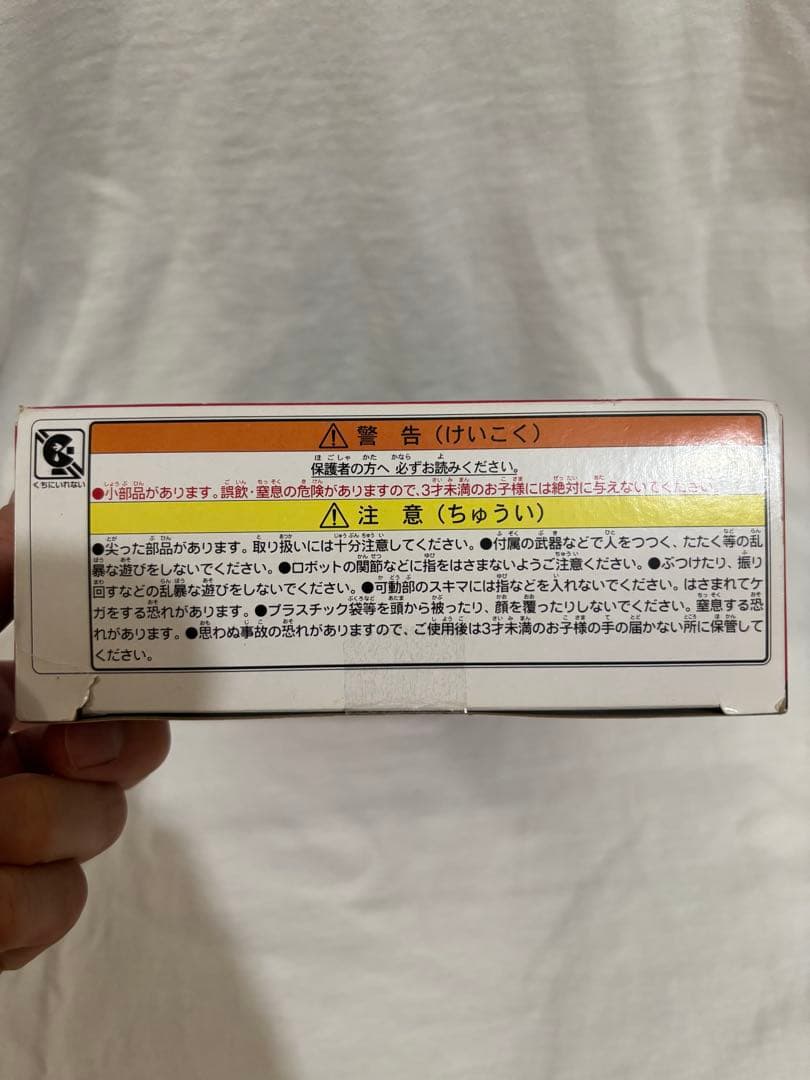 くちにいれない
⚠ 警 告（けいこく）
保護者の方へ 必ずお読みください。
●小部品があります。誤飲・窒息の危険がありますので、3才未満のお子様には絶対に与えないでください。
⚠ 注 意（ちゅうい）
●尖った部品があります。取り扱いには十分注意してください。●付属の武器などで人をつつく、たたく等の乱
暴な遊びをしないでください。●ロボットの関節などに指をはさまないようご注意ください。●ぶつけたり、振り
回すなどの乱暴な遊びをしないでください。●可動部のスキマには指などを入れないでください。はさまれてケ
ガをする恐れがあります。●プラスチック袋等を頭から被ったり、顔を覆ったりしないでください。窒息する恐
れがあります。●思わぬ事故の恐れがありますので、ご使用後は3才未満のお子様の手の届かない所に保管して
ください。